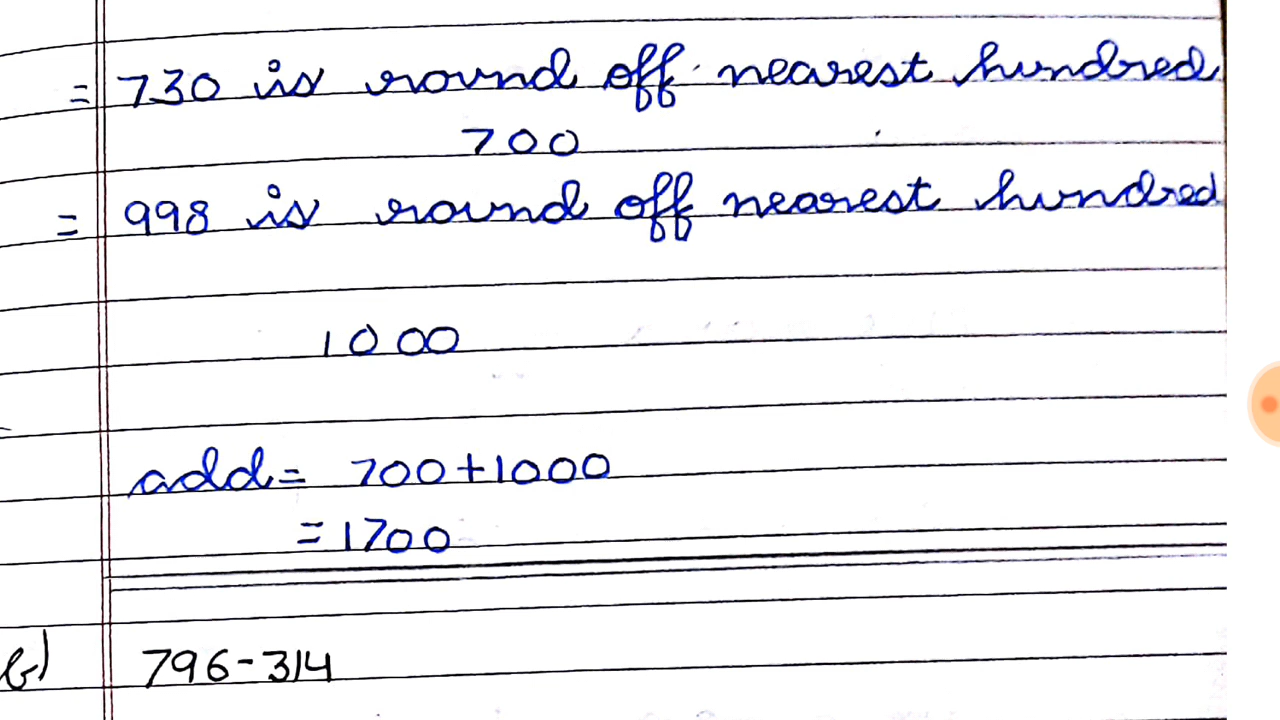 = 730 is round off nearest hundred
700
= 998 is round off nearest hundred
1000
add = 700+1000
= 1700
b) 796-314